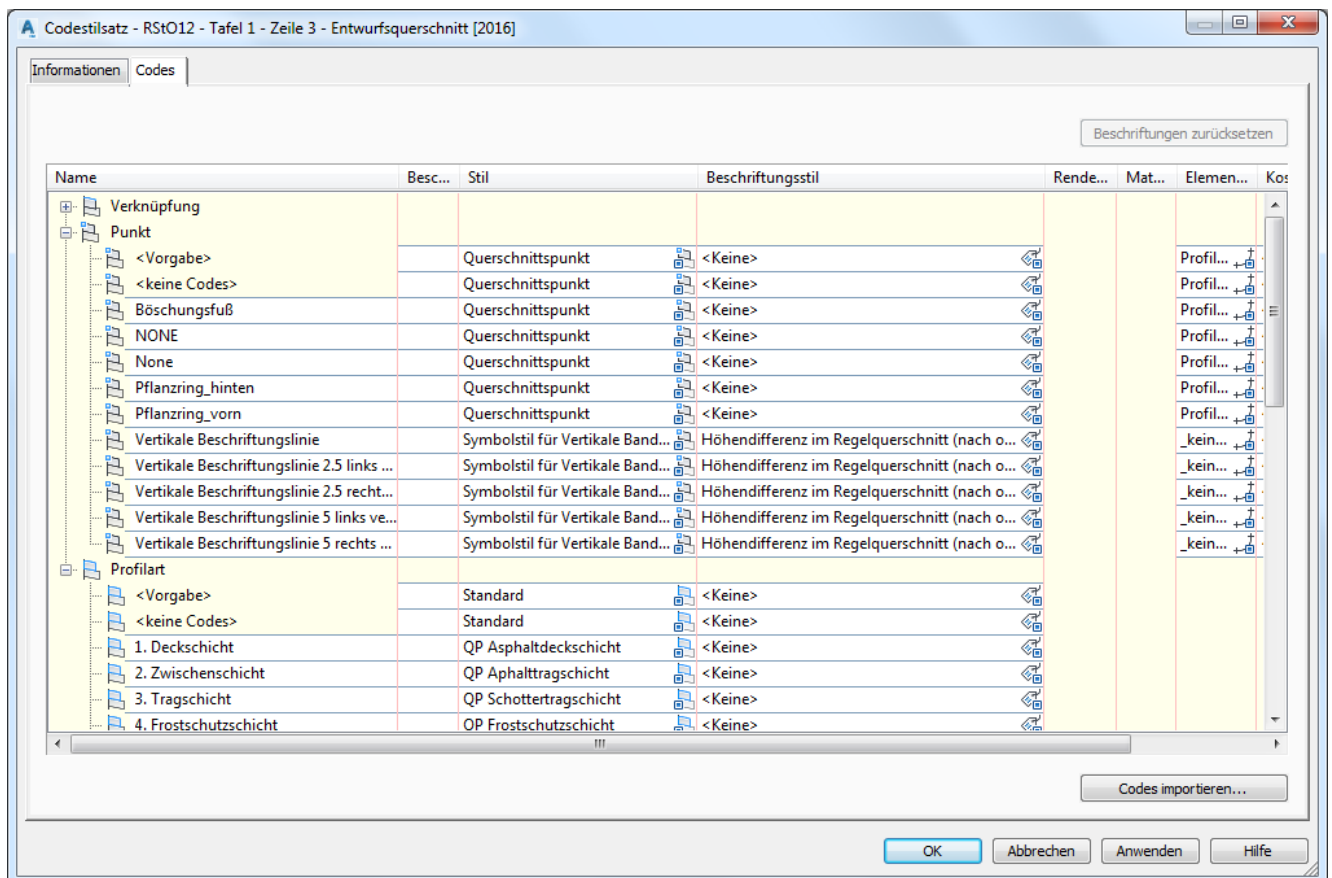 Codestilsatz - RStO12 - Tafel 1 - Zeile 3 - Entwurfsquerschnitt [2016]
Informationen Codes
Beschriftungen zurücksetzen
Name Besc... Stil Beschriftungsstil Rende... Mat... Elemen... Kos
Verknüpfung
Punkt
<Vorgabe> Querschnittspunkt <Keine> Profil...
<keine Codes> Querschnittspunkt <Keine> Profil...
Böschungsfuß Querschnittspunkt <Keine> Profil...
NONE Querschnittspunkt <Keine> Profil...
None Querschnittspunkt <Keine> Profil...
Pflanzring_hinten Querschnittspunkt <Keine> Profil...
Pflanzring_vorn Querschnittspunkt <Keine> Profil...
Vertikale Beschriftungslinie Symbolstil für Vertikale Band... Höhendifferenz im Regelquerschnitt (nach o... _kein...
Vertikale Beschriftungslinie 2.5 links ... Symbolstil für Vertikale Band... Höhendifferenz im Regelquerschnitt (nach o... _kein...
Vertikale Beschriftungslinie 2.5 recht... Symbolstil für Vertikale Band... Höhendifferenz im Regelquerschnitt (nach o... _kein...
Vertikale Beschriftungslinie 5 links ve... Symbolstil für Vertikale Band... Höhendifferenz im Regelquerschnitt (nach o... _kein...
Vertikale Beschriftungslinie 5 rechts ... Symbolstil für Vertikale Band... Höhendifferenz im Regelquerschnitt (nach o... _kein...
Profilart
<Vorgabe> Standard <Keine>
<keine Codes> Standard <Keine>
1. Deckschicht QP Asphaltdeckschicht <Keine>
2. Zwischenschicht QP Aphalttragschicht <Keine>
3. Tragschicht QP Schottertragschicht <Keine>
4. Frostschutzschicht QP Frostschutzschicht <Keine>
Codes importieren...
OK Abbrechen Anwenden Hilfe